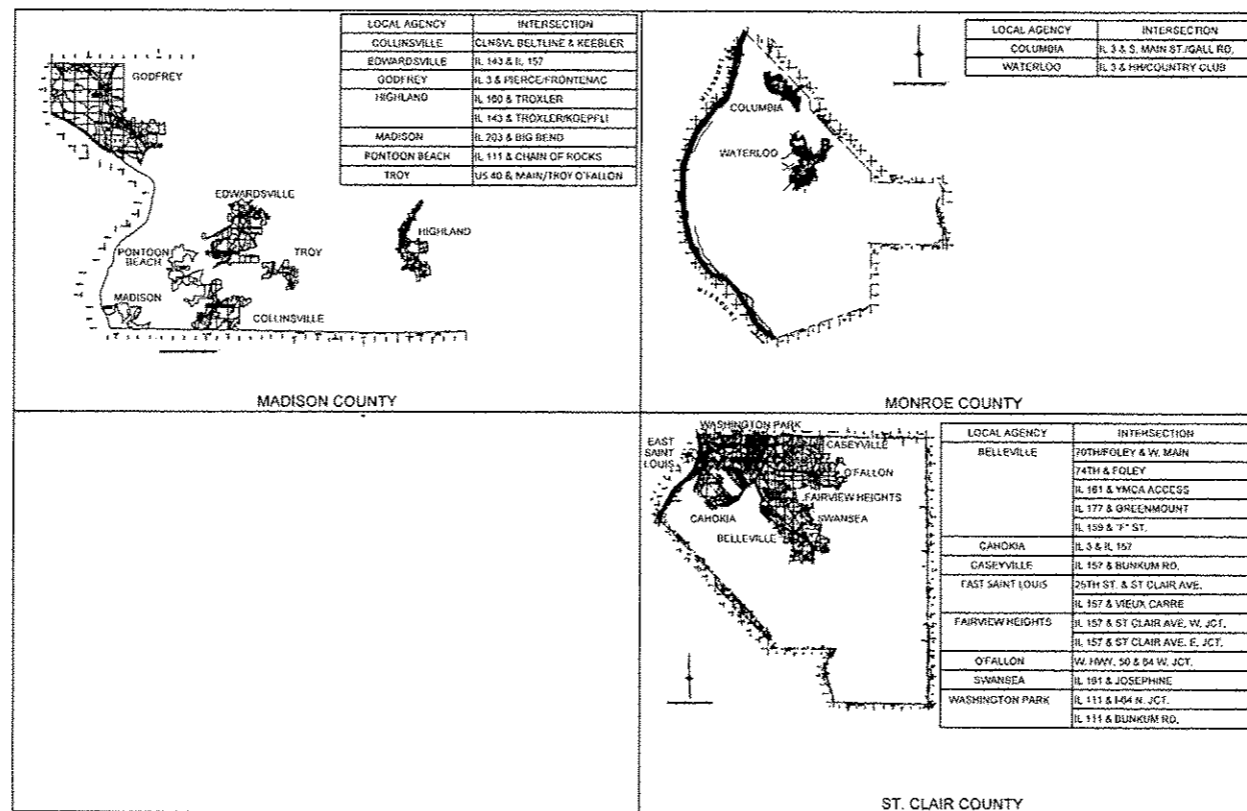 LOCAL AGENCY INTERSECTION
COLLINSVILLE CLNSVL BELTLINE & KEEBLER
EDWARDSVILLE IL 143 & IL 157
GODFREY IL 3 & PIERCE/FRONTENAC
HIGHLAND IL 160 & TROXLER
IL 143 & TROXLER/KOEPFLI
MADISON IL 203 & BIG BEND
PONTOON BEACH IL 111 & CHAIN OF ROCKS
TROY US 40 & MAIN/TROY O'FALLON
GODFREY
EDWARDSVILLE
HIGHLAND
PONTOON
BEACH
TROY
MADISON
COLLINSVILLE
MADISON COUNTY
LOCAL AGENCY INTERSECTION
COLUMBIA IL 3 & S. MAIN ST./GALL RD.
WATERLOO IL 3 & HH/COUNTRY CLUB
COLUMBIA
WATERLOO
MISSOURI
MONROE COUNTY
WASHINGTON PARK
EAST
SAINT
LOUIS
CASEYVILLE
O'FALLON
FAIRVIEW HEIGHTS
CAHOKIA
SWANSEA
BELLEVILLE
LOCAL AGENCY INTERSECTION
BELLEVILLE 70TH/FOLEY & W. MAIN
74TH & FOLEY
IL 161 & YMCA ACCESS
IL 177 & GREENMOUNT
IL 159 & "F" ST.
CAHOKIA IL 3 & IL 157
CASEYVILLE IL 157 & BUNKUM RD.
EAST SAINT LOUIS 25TH ST. & ST CLAIR AVE.
IL 157 & VIEUX CARRE
FAIRVIEW HEIGHTS IL 157 & ST CLAIR AVE. W. JCT.
IL 157 & ST CLAIR AVE. E. JCT.
O'FALLON W. HWY. 50 & 64 W. JCT.
SWANSEA IL 161 & JOSEPHINE
WASHINGTON PARK IL 111 & I-64 N. JCT.
IL 111 & BUNKUM RD.
ST. CLAIR COUNTY